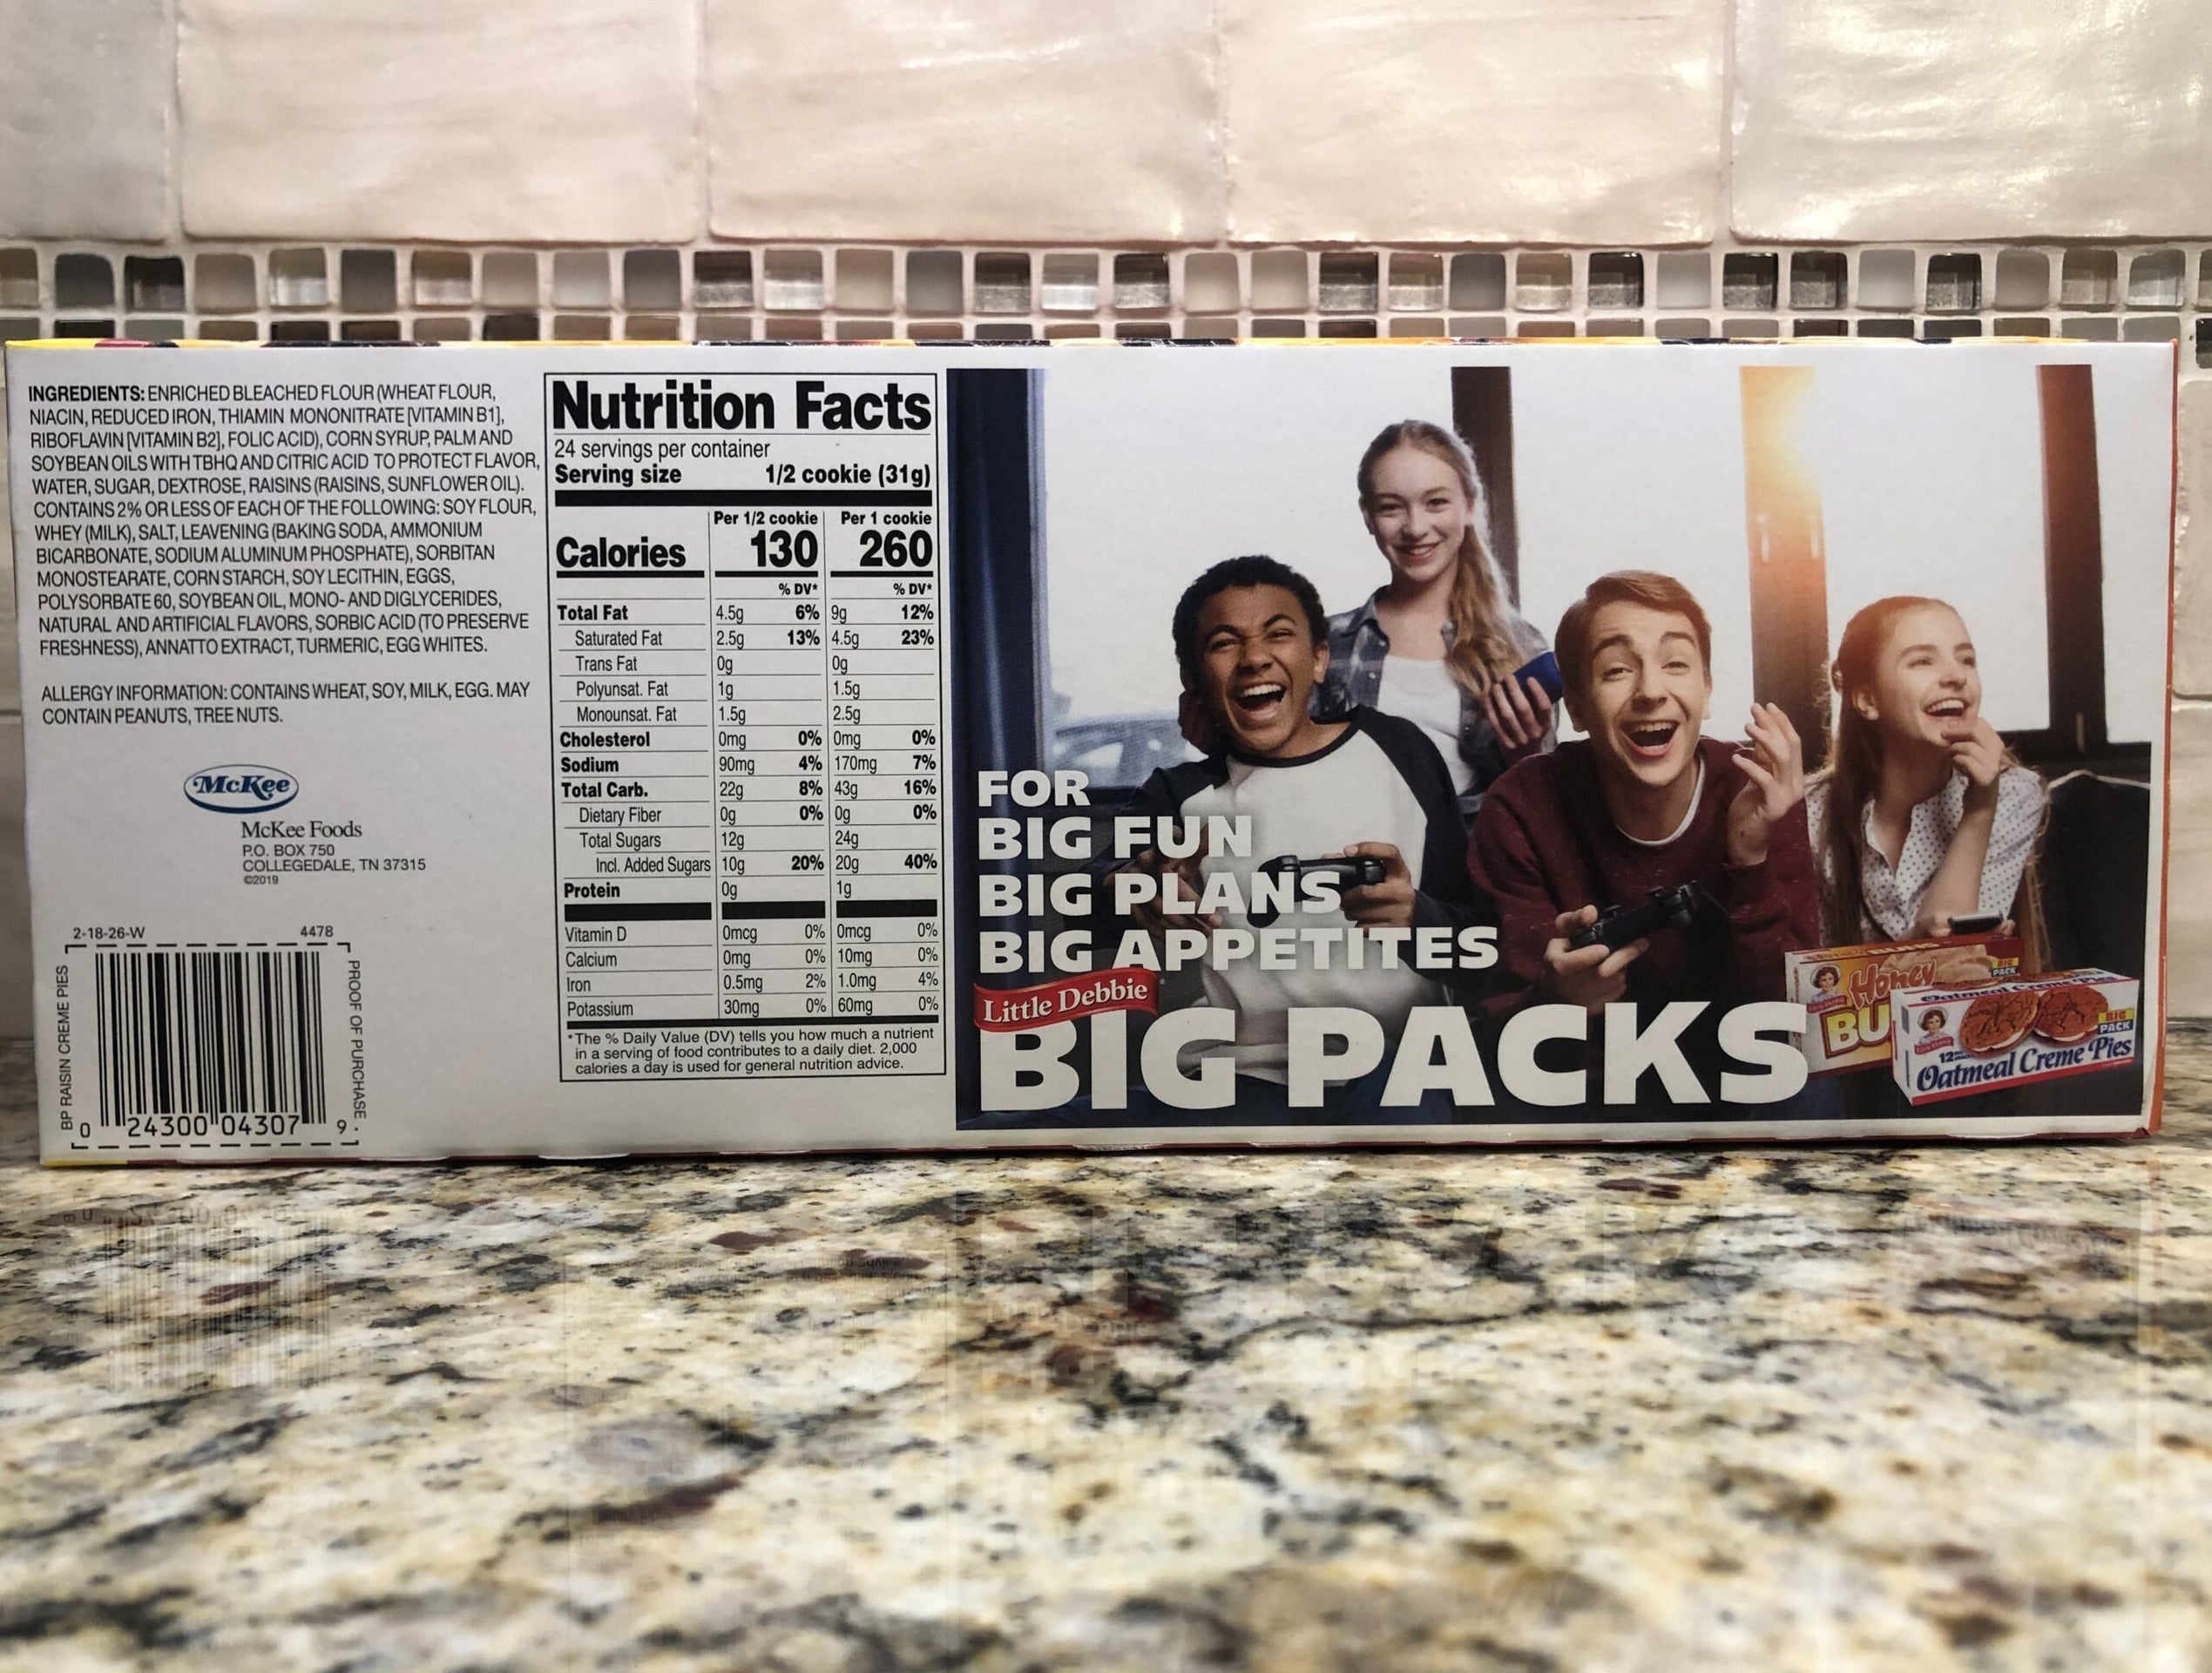 INGREDIENTS: ENRICHED BLEACHED FLOUR (WHEAT FLOUR,
NIACIN, REDUCED IRON, THIAMIN MONONITRATE [VITAMIN B1],
RIBOFLAVIN [VITAMIN B2], FOLIC ACID), CORN SYRUP, PALM AND
SOYBEAN OILS WITH TBHQ AND CITRIC ACID TO PROTECT FLAVOR,
WATER, SUGAR, DEXTROSE, RAISINS (RAISINS, SUNFLOWER OIL).
CONTAINS 2% OR LESS OF EACH OF THE FOLLOWING: SOY FLOUR,
WHEY (MILK), SALT, LEAVENING (BAKING SODA, AMMONIUM
BICARBONATE, SODIUM ALUMINUM PHOSPHATE), SORBITAN
MONOSTEARATE, CORN STARCH, SOY LECITHIN, EGGS,
POLYSORBATE 60, SOYBEAN OIL, MONO- AND DIGLYCERIDES,
NATURAL AND ARTIFICIAL FLAVORS, SORBIC ACID (TO PRESERVE
FRESHNESS), ANNATTO EXTRACT, TURMERIC, EGG WHITES.
ALLERGY INFORMATION: CONTAINS WHEAT, SOY, MILK, EGG. MAY
CONTAIN PEANUTS, TREE NUTS.
McKee
McKee Foods
P.O. BOX 750
COLLEGEDALE, TN 37315
©2019
2-18-26-W 4478
BP RAISIN CREME PIES
PROOF OF PURCHASE
0 24300 04307 9
Nutrition Facts
24 servings per container
Serving size 1/2 cookie (31g)
Per 1/2 cookie Per 1 cookie
Calories 130 260
% DV* % DV*
Total Fat 4.5g 6% 9g 12%
Saturated Fat 2.5g 13% 4.5g 23%
Trans Fat 0g 0g
Polyunsat. Fat 1g 1.5g
Monounsat. Fat 1.5g 2.5g
Cholesterol 0mg 0% 0mg 0%
Sodium 90mg 4% 170mg 7%
Total Carb. 22g 8% 43g 16%
Dietary Fiber 0g 0% 0g 0%
Total Sugars 12g 24g
Incl. Added Sugars 10g 20% 20g 40%
Protein 0g 1g
Vitamin D 0mcg 0% 0mcg 0%
Calcium 0mg 0% 10mg 0%
Iron 0.5mg 2% 1.0mg 4%
Potassium 30mg 0% 60mg 0%
*The % Daily Value (DV) tells you how much a nutrient
in a serving of food contributes to a daily diet. 2,000
calories a day is used for general nutrition advice.
FOR
BIG FUN
BIG PLANS
BIG APPETITES
Little Debbie
BIG PACKS
Honey
BU
BIG
PACK
Oatmeal Creme Pies
BIG
PACK
12
Oatmeal Creme Pies